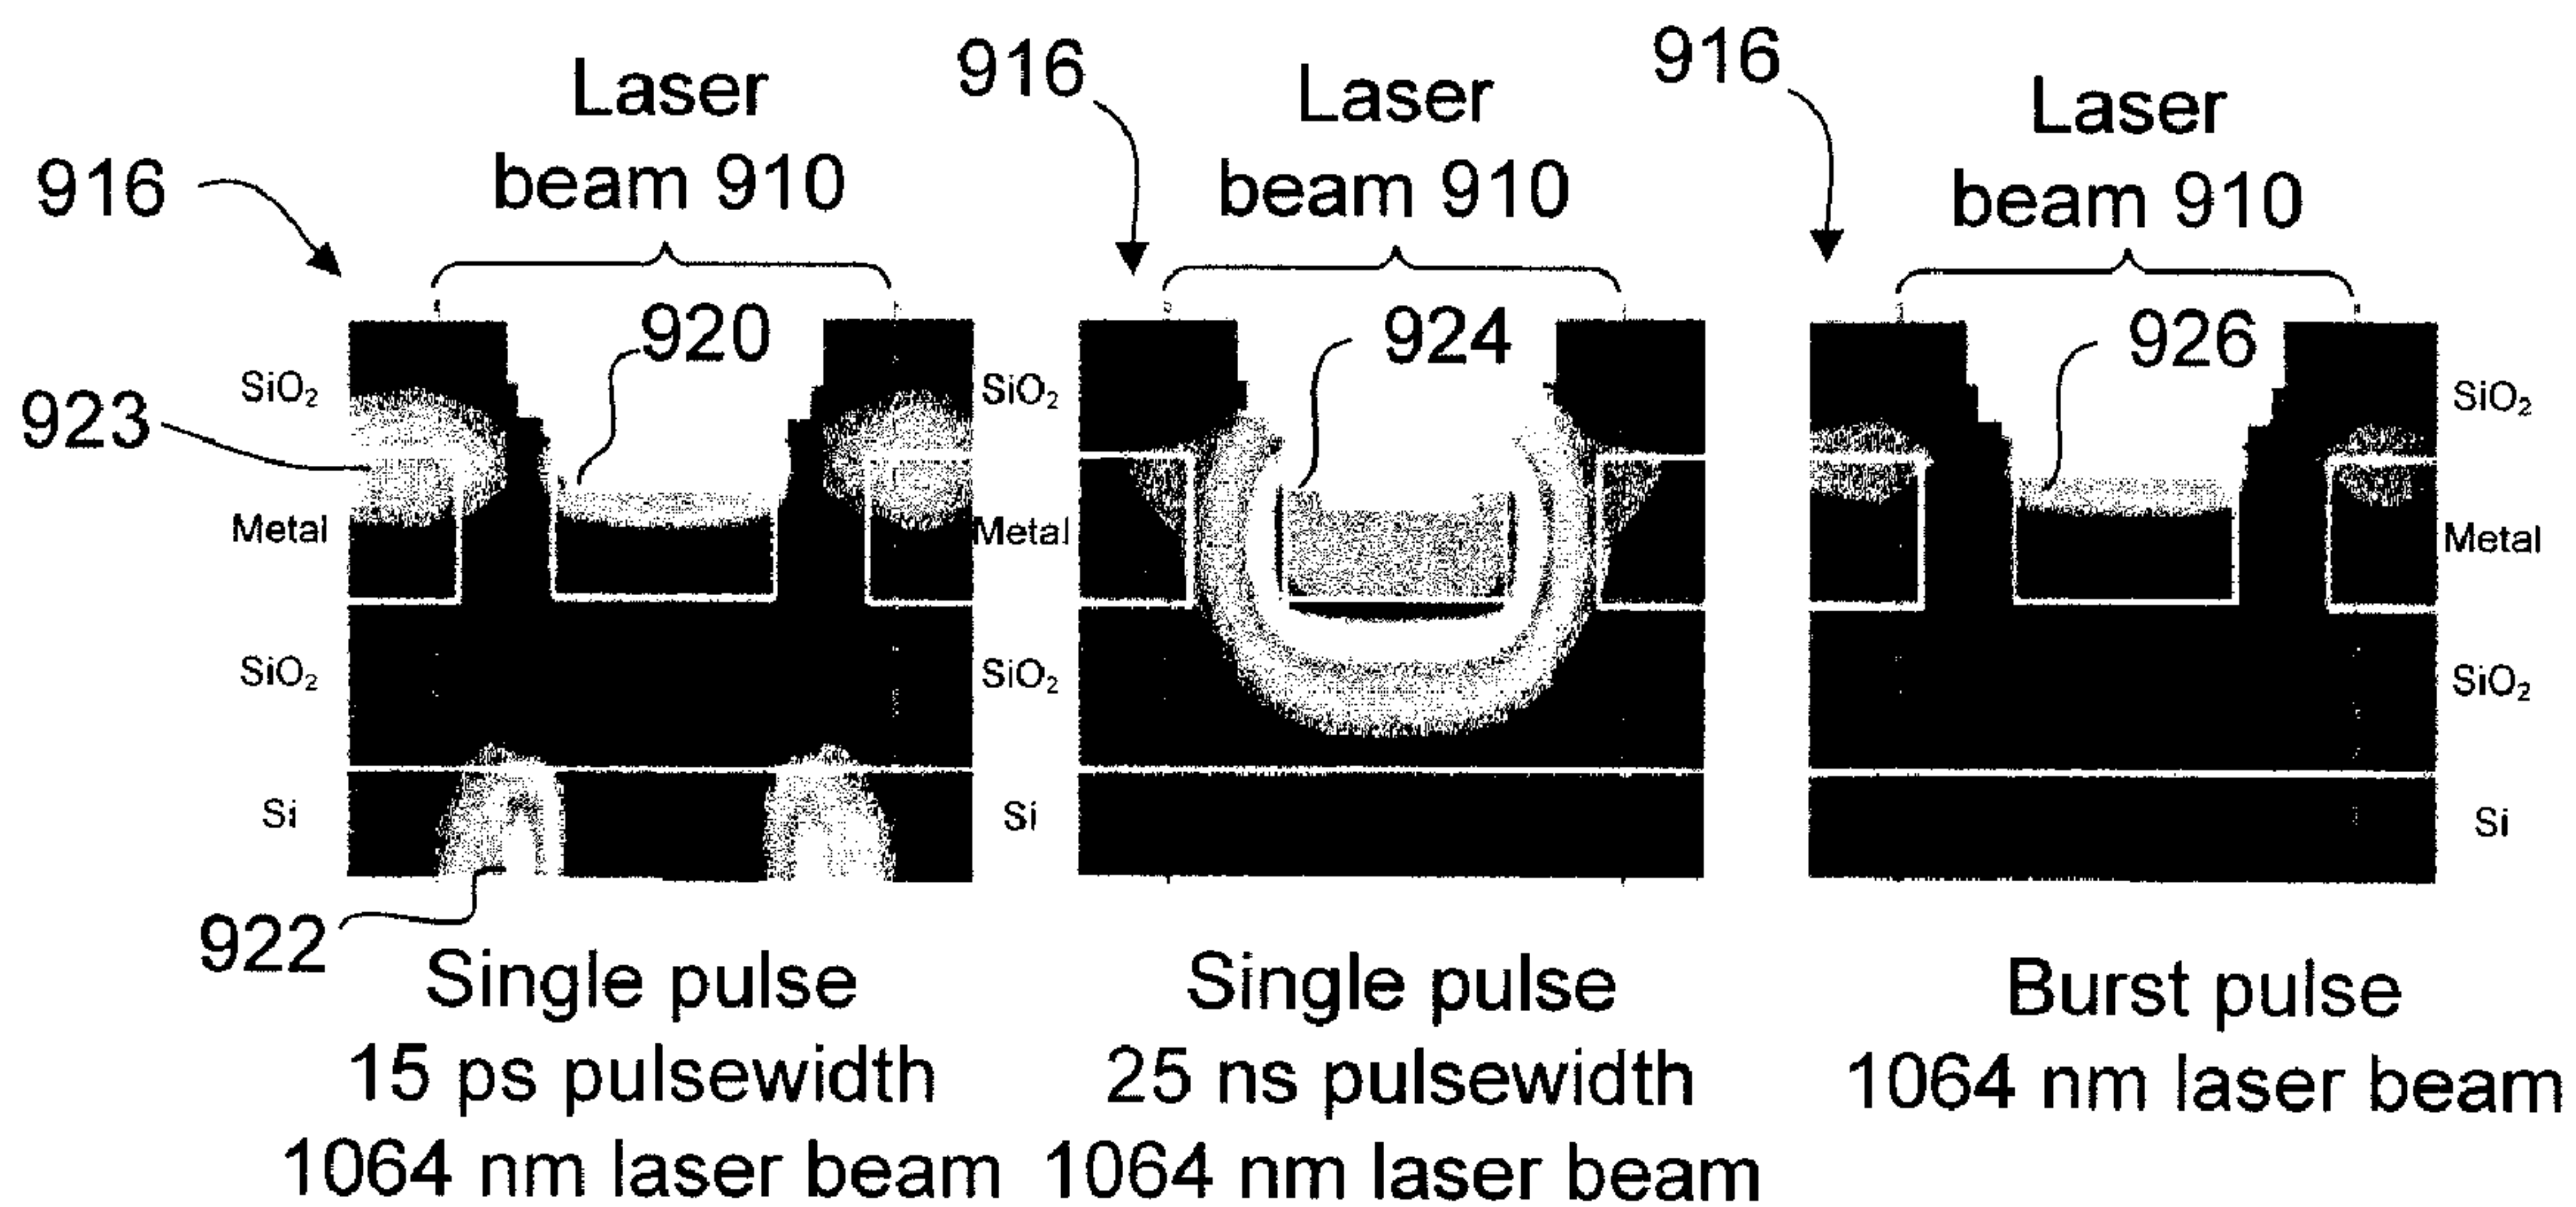 916
Laser
beam 910
920
923
SiO₂
Metal
SiO₂
Si
922
Single pulse
15 ps pulsewidth
1064 nm laser beam
916
Laser
beam 910
924
SiO₂
Metal
SiO₂
Si
Single pulse
25 ns pulsewidth
1064 nm laser beam
916
Laser
beam 910
926
SiO₂
Metal
SiO₂
Si
Burst pulse
1064 nm laser beam